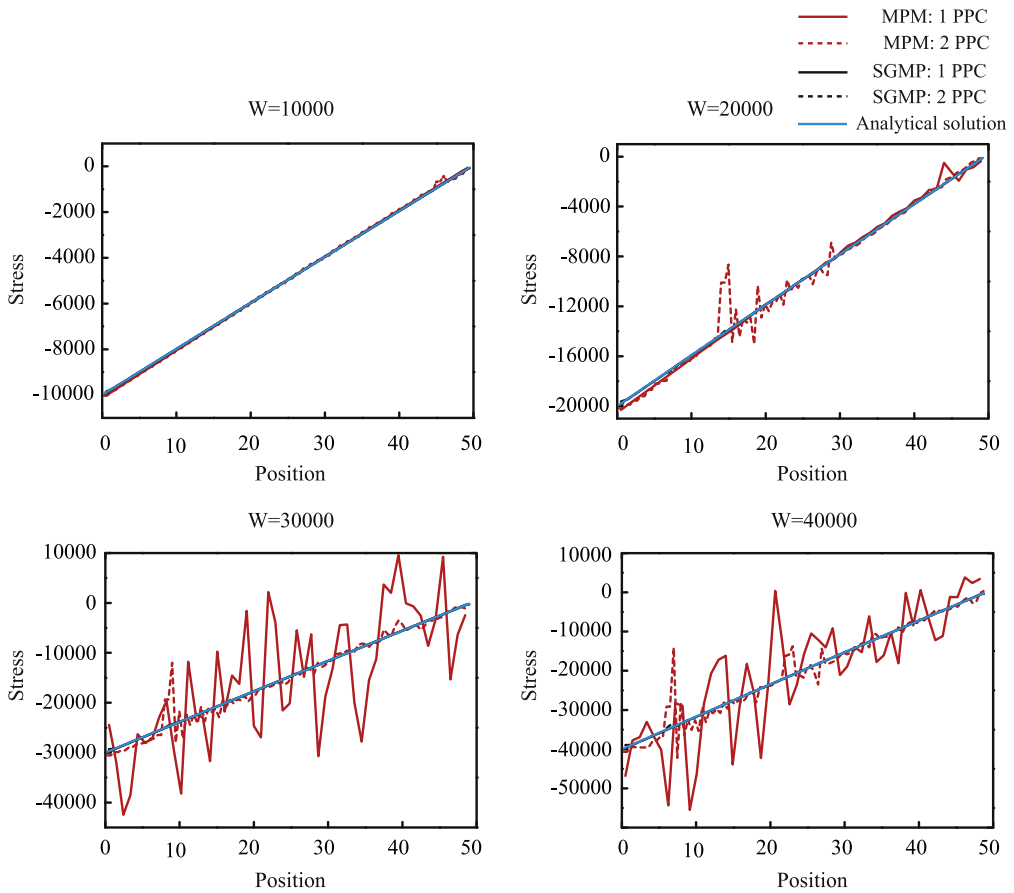 MPM: 1 PPC
MPM: 2 PPC
SGMP: 1 PPC
SGMP: 2 PPC
Analytical solution
W=10000
0
-2000
-4000
-6000
-8000
-10000
Stress
0 10 20 30 40 50
Position
W=20000
0
-4000
-8000
-12000
-16000
-20000
Stress
0 10 20 30 40 50
Position
W=30000
10000
0
-10000
-20000
-30000
-40000
Stress
0 10 20 30 40 50
Position
W=40000
10000
0
-10000
-20000
-30000
-40000
-50000
Stress
0 10 20 30 40 50
Position